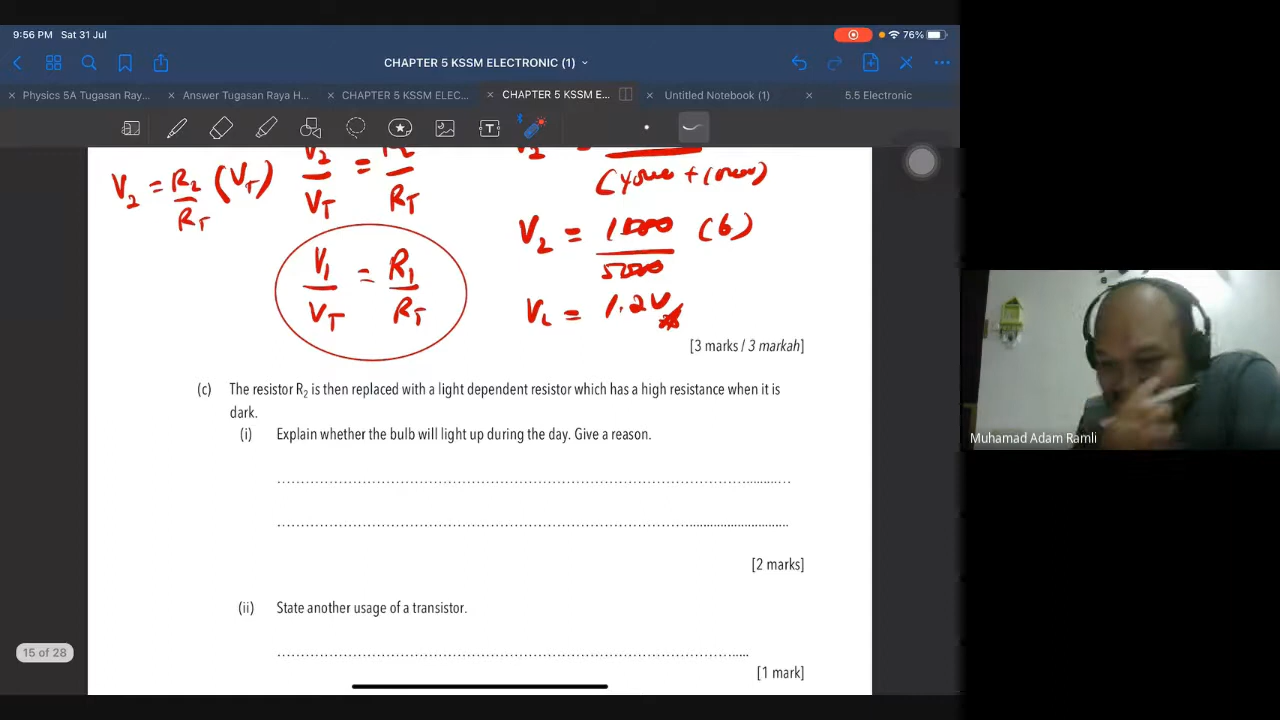 9:56 PM Sat 31 Jul
76%
CHAPTER 5 KSSM ELECTRONIC (1)
Physics 5A Tugasan Ray...
Answer Tugasan Raya H...
CHAPTER 5 KSSM ELEC...
CHAPTER 5 KSSM E...
Untitled Notebook (1)
5.5 Electronic
V2 = R2/RT (VT)
V2/VT = R2/RT
V1/VT = R1/RT
V2 =
(4000 + 1000)
V2 = 1000/5000 (6)
= 1.2V
[3 marks / 3 markah]
(c) The resistor R2 is then replaced with a light dependent resistor which has a high resistance when it is
dark.
(i) Explain whether the bulb will light up during the day. Give a reason.
[2 marks]
(ii) State another usage of a transistor.
[1 mark]
15 of 28
Muhamad Adam Ramli